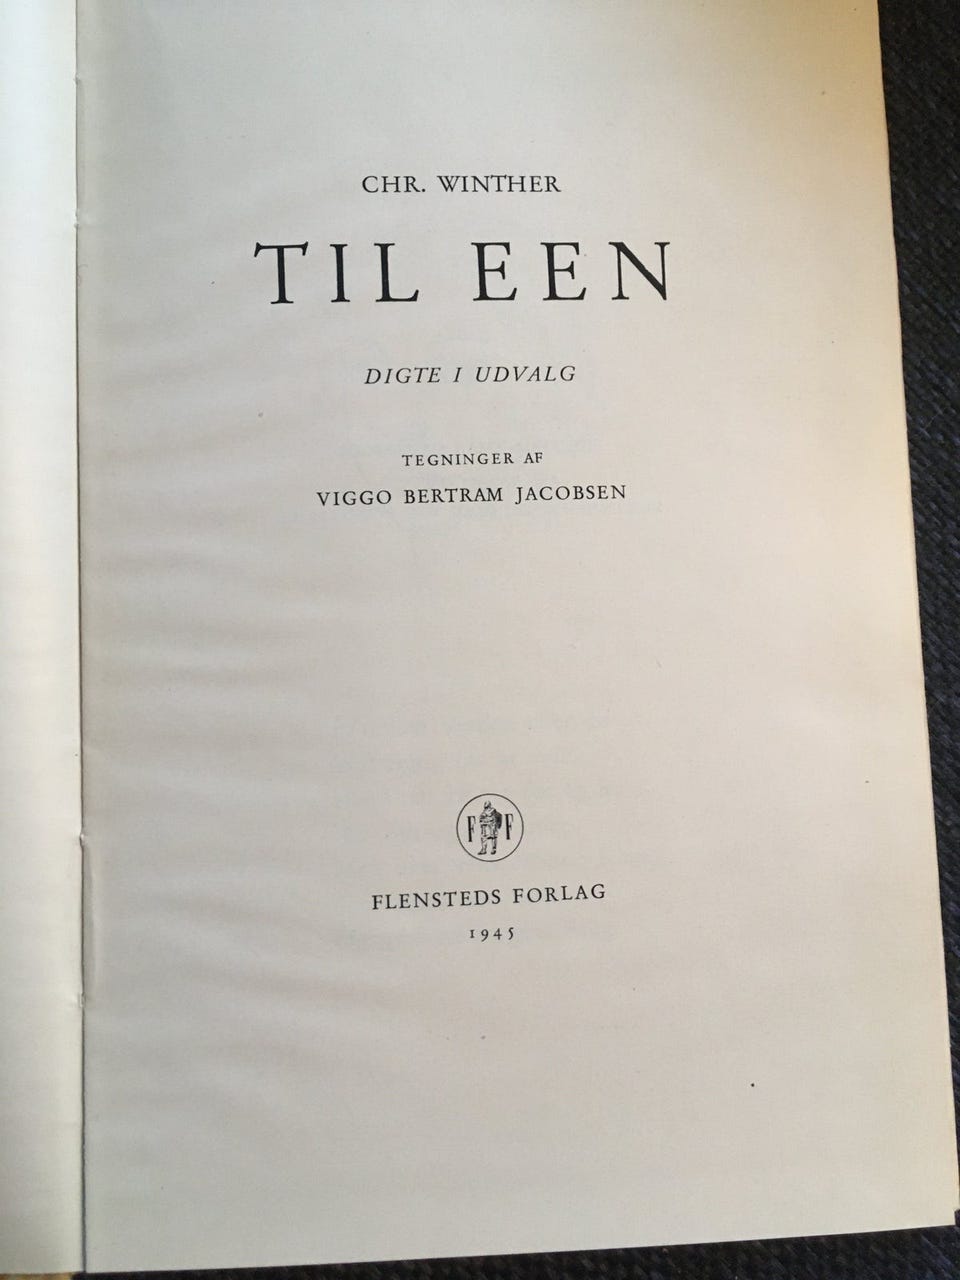 CHR. WINTHER
TIL EEN
DIGTE I UDVALG
TEGNINGER AF
VIGGO BERTRAM JACOBSEN
F F
FLENSTEDS FORLAG
1945